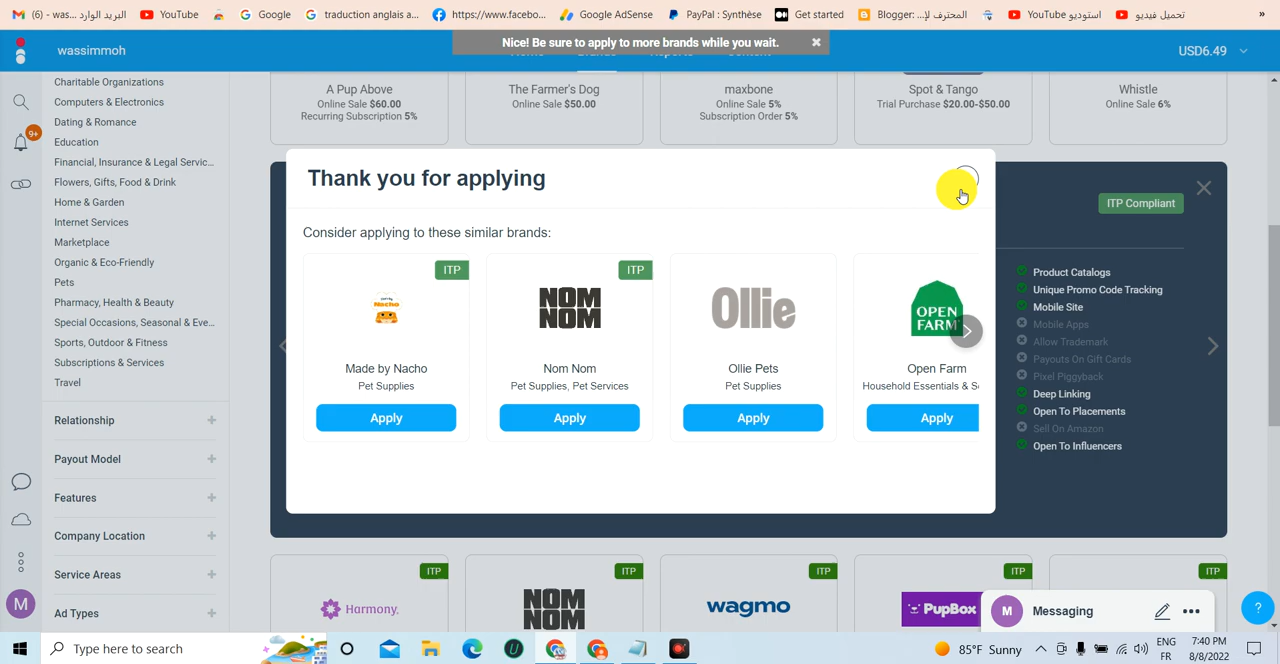 (6) - was... البريد الوارد
YouTube
Google
traduction anglais a...
https://www.facebo...
Google AdSense
PayPal : Synthèse
Get started
Blogger: المحترف للإ...
استوديو YouTube
تحميل فيديو
»
wassimmoh
Nice! Be sure to apply to more brands while you wait.
USD6.49
9+
Charitable Organizations
Computers & Electronics
Dating & Romance
Education
Financial, Insurance & Legal Servic...
Flowers, Gifts, Food & Drink
Home & Garden
Internet Services
Marketplace
Organic & Eco-Friendly
Pets
Pharmacy, Health & Beauty
Special Occasions, Seasonal & Eve...
Sports, Outdoor & Fitness
Subscriptions & Services
Travel
Relationship
Payout Model
Features
Company Location
Service Areas
Ad Types
A Pup Above
Online Sale $60.00
Recurring Subscription 5%
The Farmer's Dog
Online Sale $50.00
maxbone
Online Sale 5%
Subscription Order 5%
Spot & Tango
Trial Purchase $20.00-$50.00
Whistle
Online Sale 6%
Thank you for applying
Consider applying to these similar brands:
ITP
Nacho
Made by Nacho
Pet Supplies
Apply
ITP
NOM
NOM
Nom Nom
Pet Supplies, Pet Services
Apply
Ollie
Ollie Pets
Pet Supplies
Apply
OPEN
FARM
Open Farm
Household Essentials & S
Apply
ITP Compliant
Product Catalogs
Unique Promo Code Tracking
Mobile Site
Mobile Apps
Allow Trademark
Payouts On Gift Cards
Pixel Piggyback
Deep Linking
Open To Placements
Sell On Amazon
Open To Influencers
ITP
Harmony.
ITP
NOM
NOM
ITP
wagmo
ITP
PupBox
ITP
M
Messaging
?
M
Type here to search
85°F Sunny
ENG
FR
7:40 PM
8/8/2022